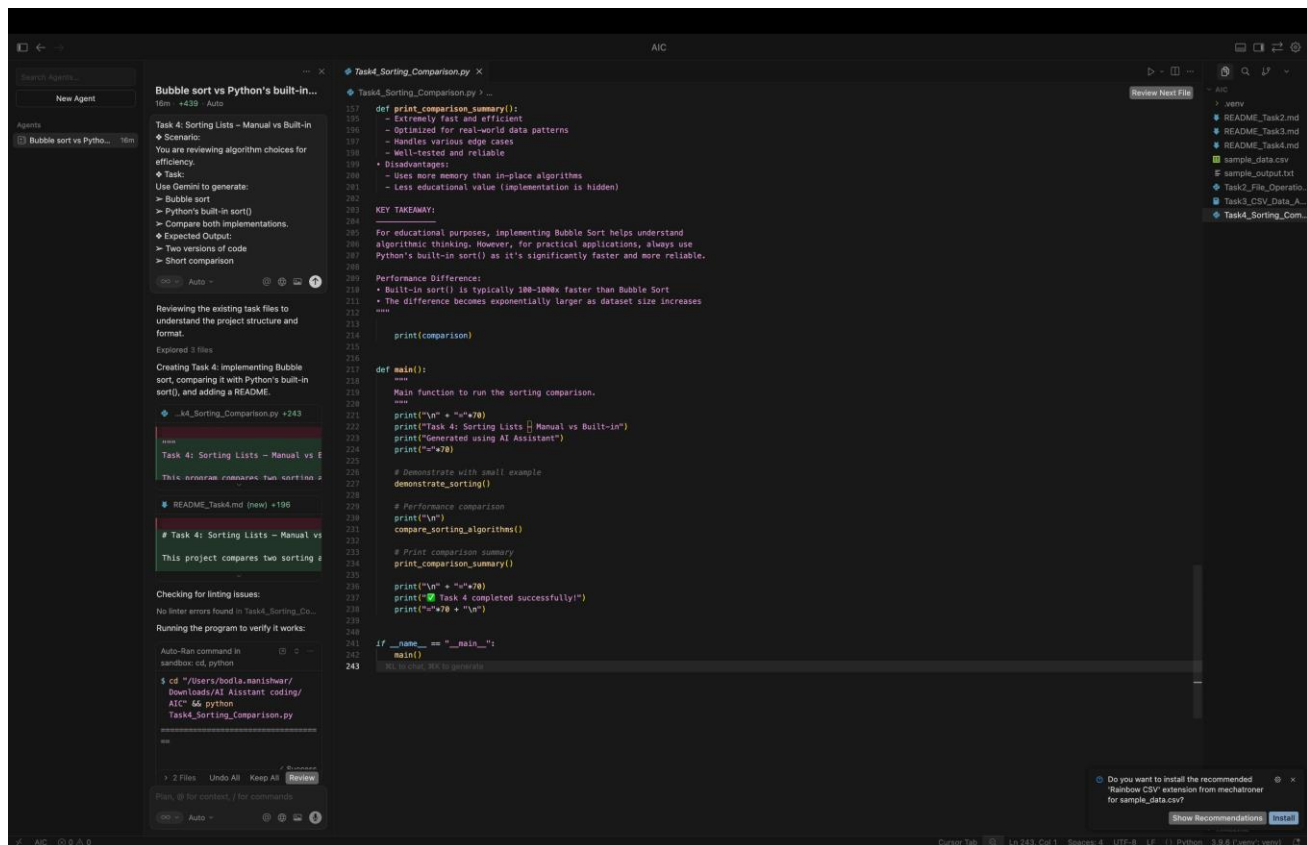 AIC
Search Agents...
New Agent
Agents
Bubble sort vs Pytho... 16m
Bubble sort vs Python's built-in...
16m · +439 · Auto
Task 4: Sorting Lists – Manual vs Built-in
❖ Scenario:
You are reviewing algorithm choices for
efficiency.
❖ Task:
Use Gemini to generate:
➢ Bubble sort
➢ Python's built-in sort()
➢ Compare both implementations.
❖ Expected Output:
➢ Two versions of code
➢ Short comparison
Auto
Reviewing the existing task files to
understand the project structure and
format.
Explored 3 files
Creating Task 4: implementing Bubble
sort, comparing it with Python's built-in
sort(), and adding a README.
...k4_Sorting_Comparison.py +243
"""
Task 4: Sorting Lists – Manual vs B
This program compares two sorting a
README_Task4.md (new) +196
# Task 4: Sorting Lists – Manual vs
This project compares two sorting a
Checking for linting issues:
No linter errors found in Task4_Sorting_Co...
Running the program to verify it works:
Auto-Ran command in
sandbox: cd, python
$ cd "/Users/bodla.manishwar/
Downloads/AI Aisstant coding/
AIC" && python
Task4_Sorting_Comparison.py
==================================
==
✓ Success
> 2 Files Undo All Keep All Review
Plan, @ for context, / for commands
Auto
Task4_Sorting_Comparison.py ×
Task4_Sorting_Comparison.py > ...
Review Next File
157 def print_comparison_summary():
195 - Extremely fast and efficient
196 - Optimized for real-world data patterns
197 - Handles various edge cases
198 - Well-tested and reliable
199 • Disadvantages:
200 - Uses more memory than in-place algorithms
201 - Less educational value (implementation is hidden)
202
203 KEY TAKEAWAY:
204 ─────────────
205 For educational purposes, implementing Bubble Sort helps understand
206 algorithmic thinking. However, for practical applications, always use
207 Python's built-in sort() as it's significantly faster and more reliable.
208
209 Performance Difference:
210 • Built-in sort() is typically 100-1000x faster than Bubble Sort
211 • The difference becomes exponentially larger as dataset size increases
212 """
213
214 print(comparison)
215
216
217 def main():
218 """
219 Main function to run the sorting comparison.
220 """
221 print("\n" + "="*70)
222 print("Task 4: Sorting Lists – Manual vs Built-in")
223 print("Generated using AI Assistant")
224 print("="*70)
225
226 # Demonstrate with small example
227 demonstrate_sorting()
228
229 # Performance comparison
230 print("\n")
231 compare_sorting_algorithms()
232
233 # Print comparison summary
234 print_comparison_summary()
235
236 print("\n" + "="*70)
237 print("✅ Task 4 completed successfully!")
238 print("="*70 + "\n")
239
240
241 if __name__ == "__main__":
242 main()
243 ⌘L to chat, ⌘K to generate
AIC
> .venv
README_Task2.md
README_Task3.md
README_Task4.md
sample_data.csv
sample_output.txt
Task2_File_Operatio...
Task3_CSV_Data_A...
Task4_Sorting_Com...
Do you want to install the recommended
'Rainbow CSV' extension from mechatroner
for sample_data.csv?
Show Recommendations Install
AIC 0 0
Cursor Tab Ln 243, Col 1 Spaces: 4 UTF-8 LF Python 3.9.6 ('.venv': venv)